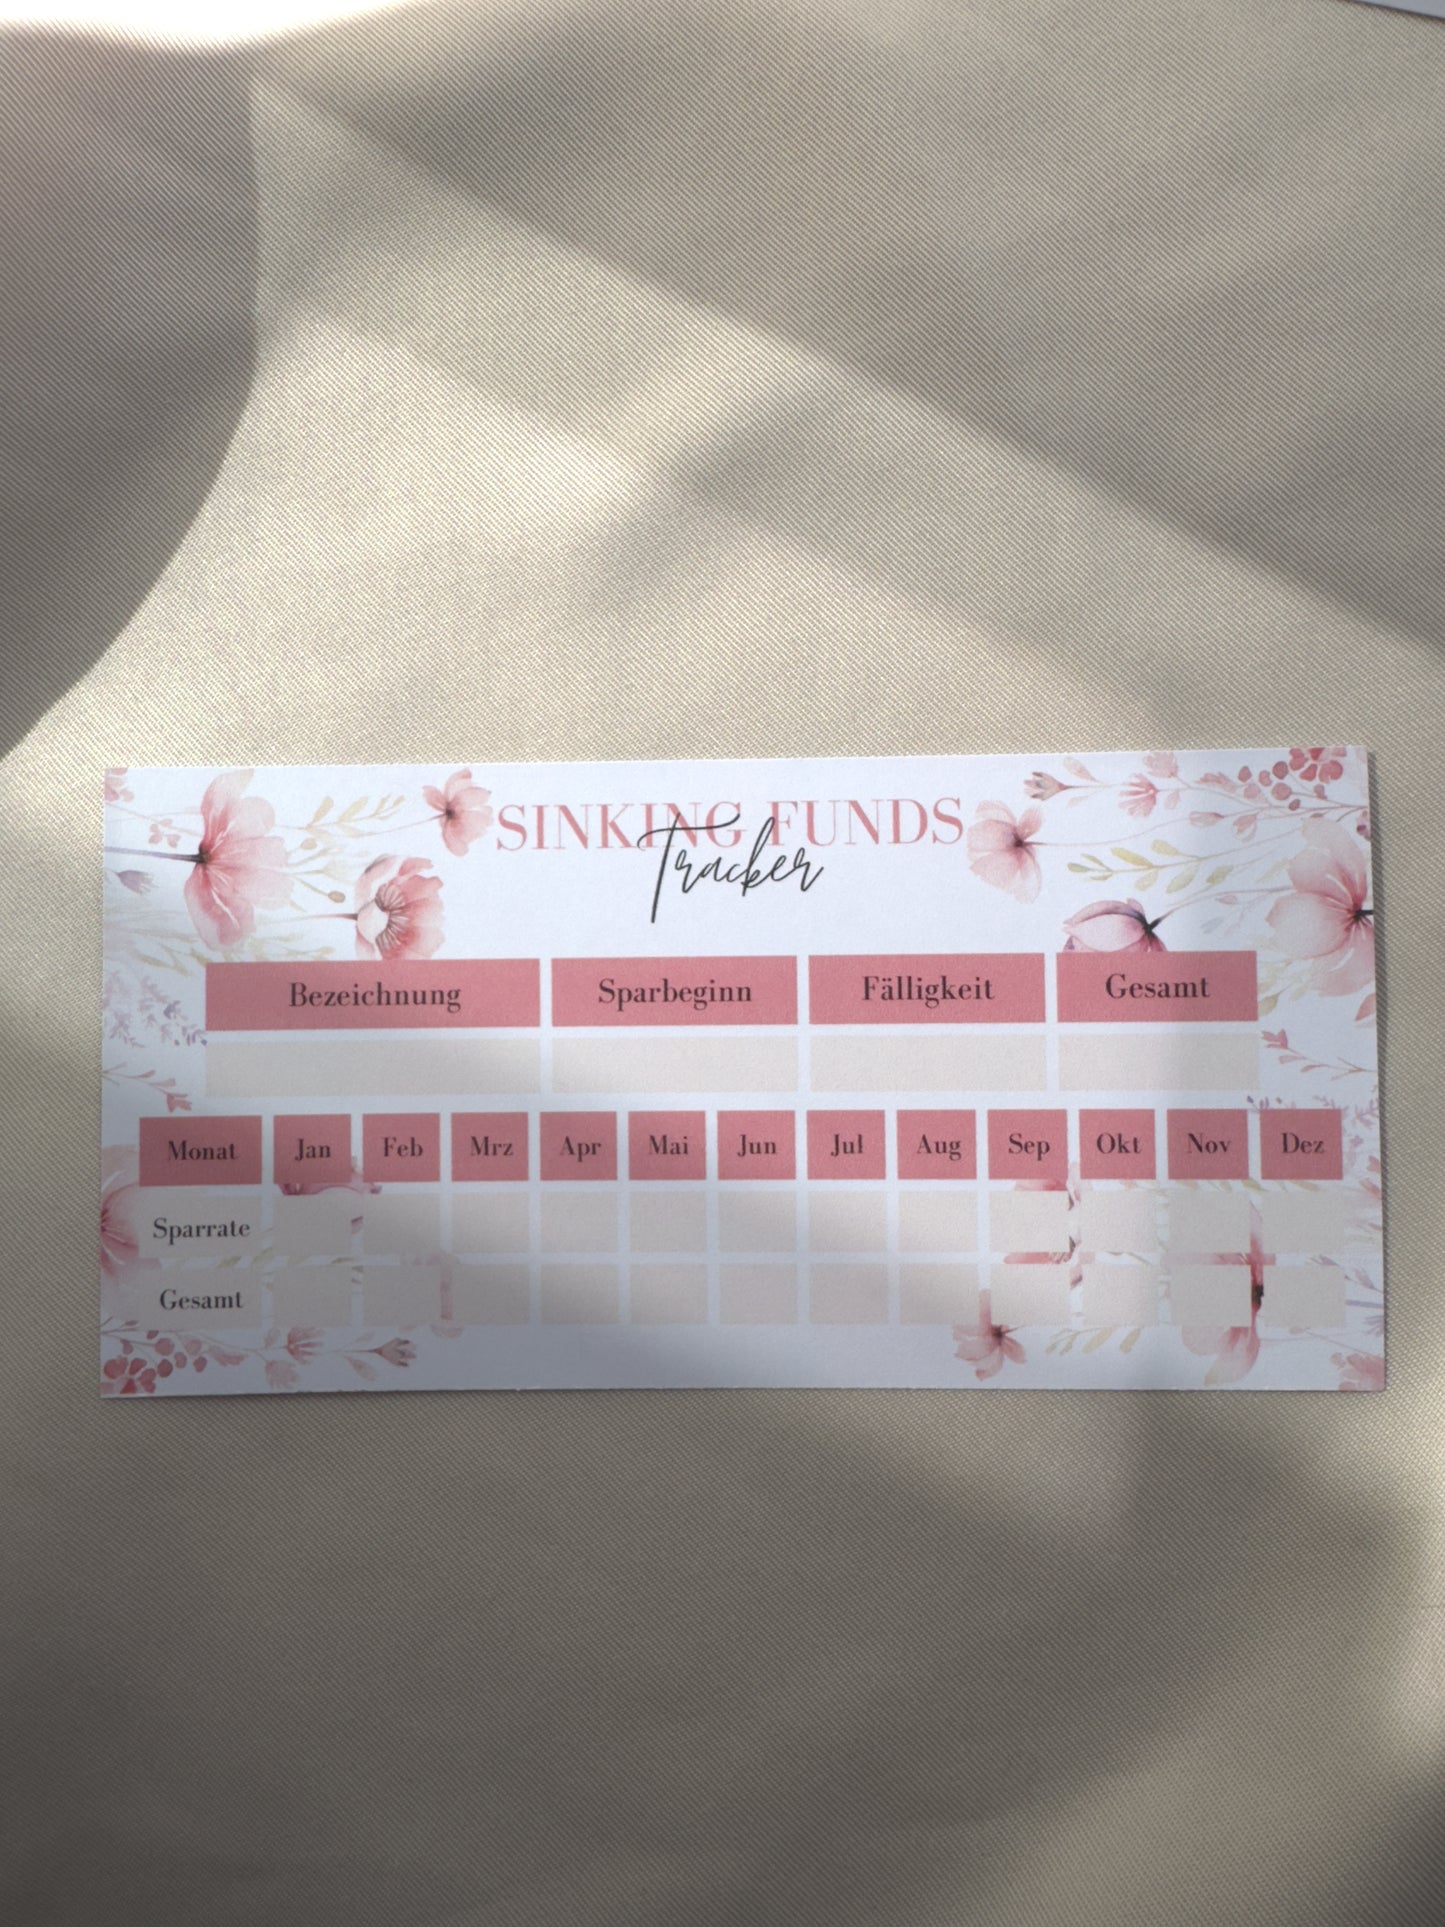 SINKING FUNDS
Tracker
Bezeichnung Sparbeginn Fälligkeit Gesamt
Monat Jan Feb Mrz Apr Mai Jun Jul Aug Sep Okt Nov Dez
Sparrate
Gesamt